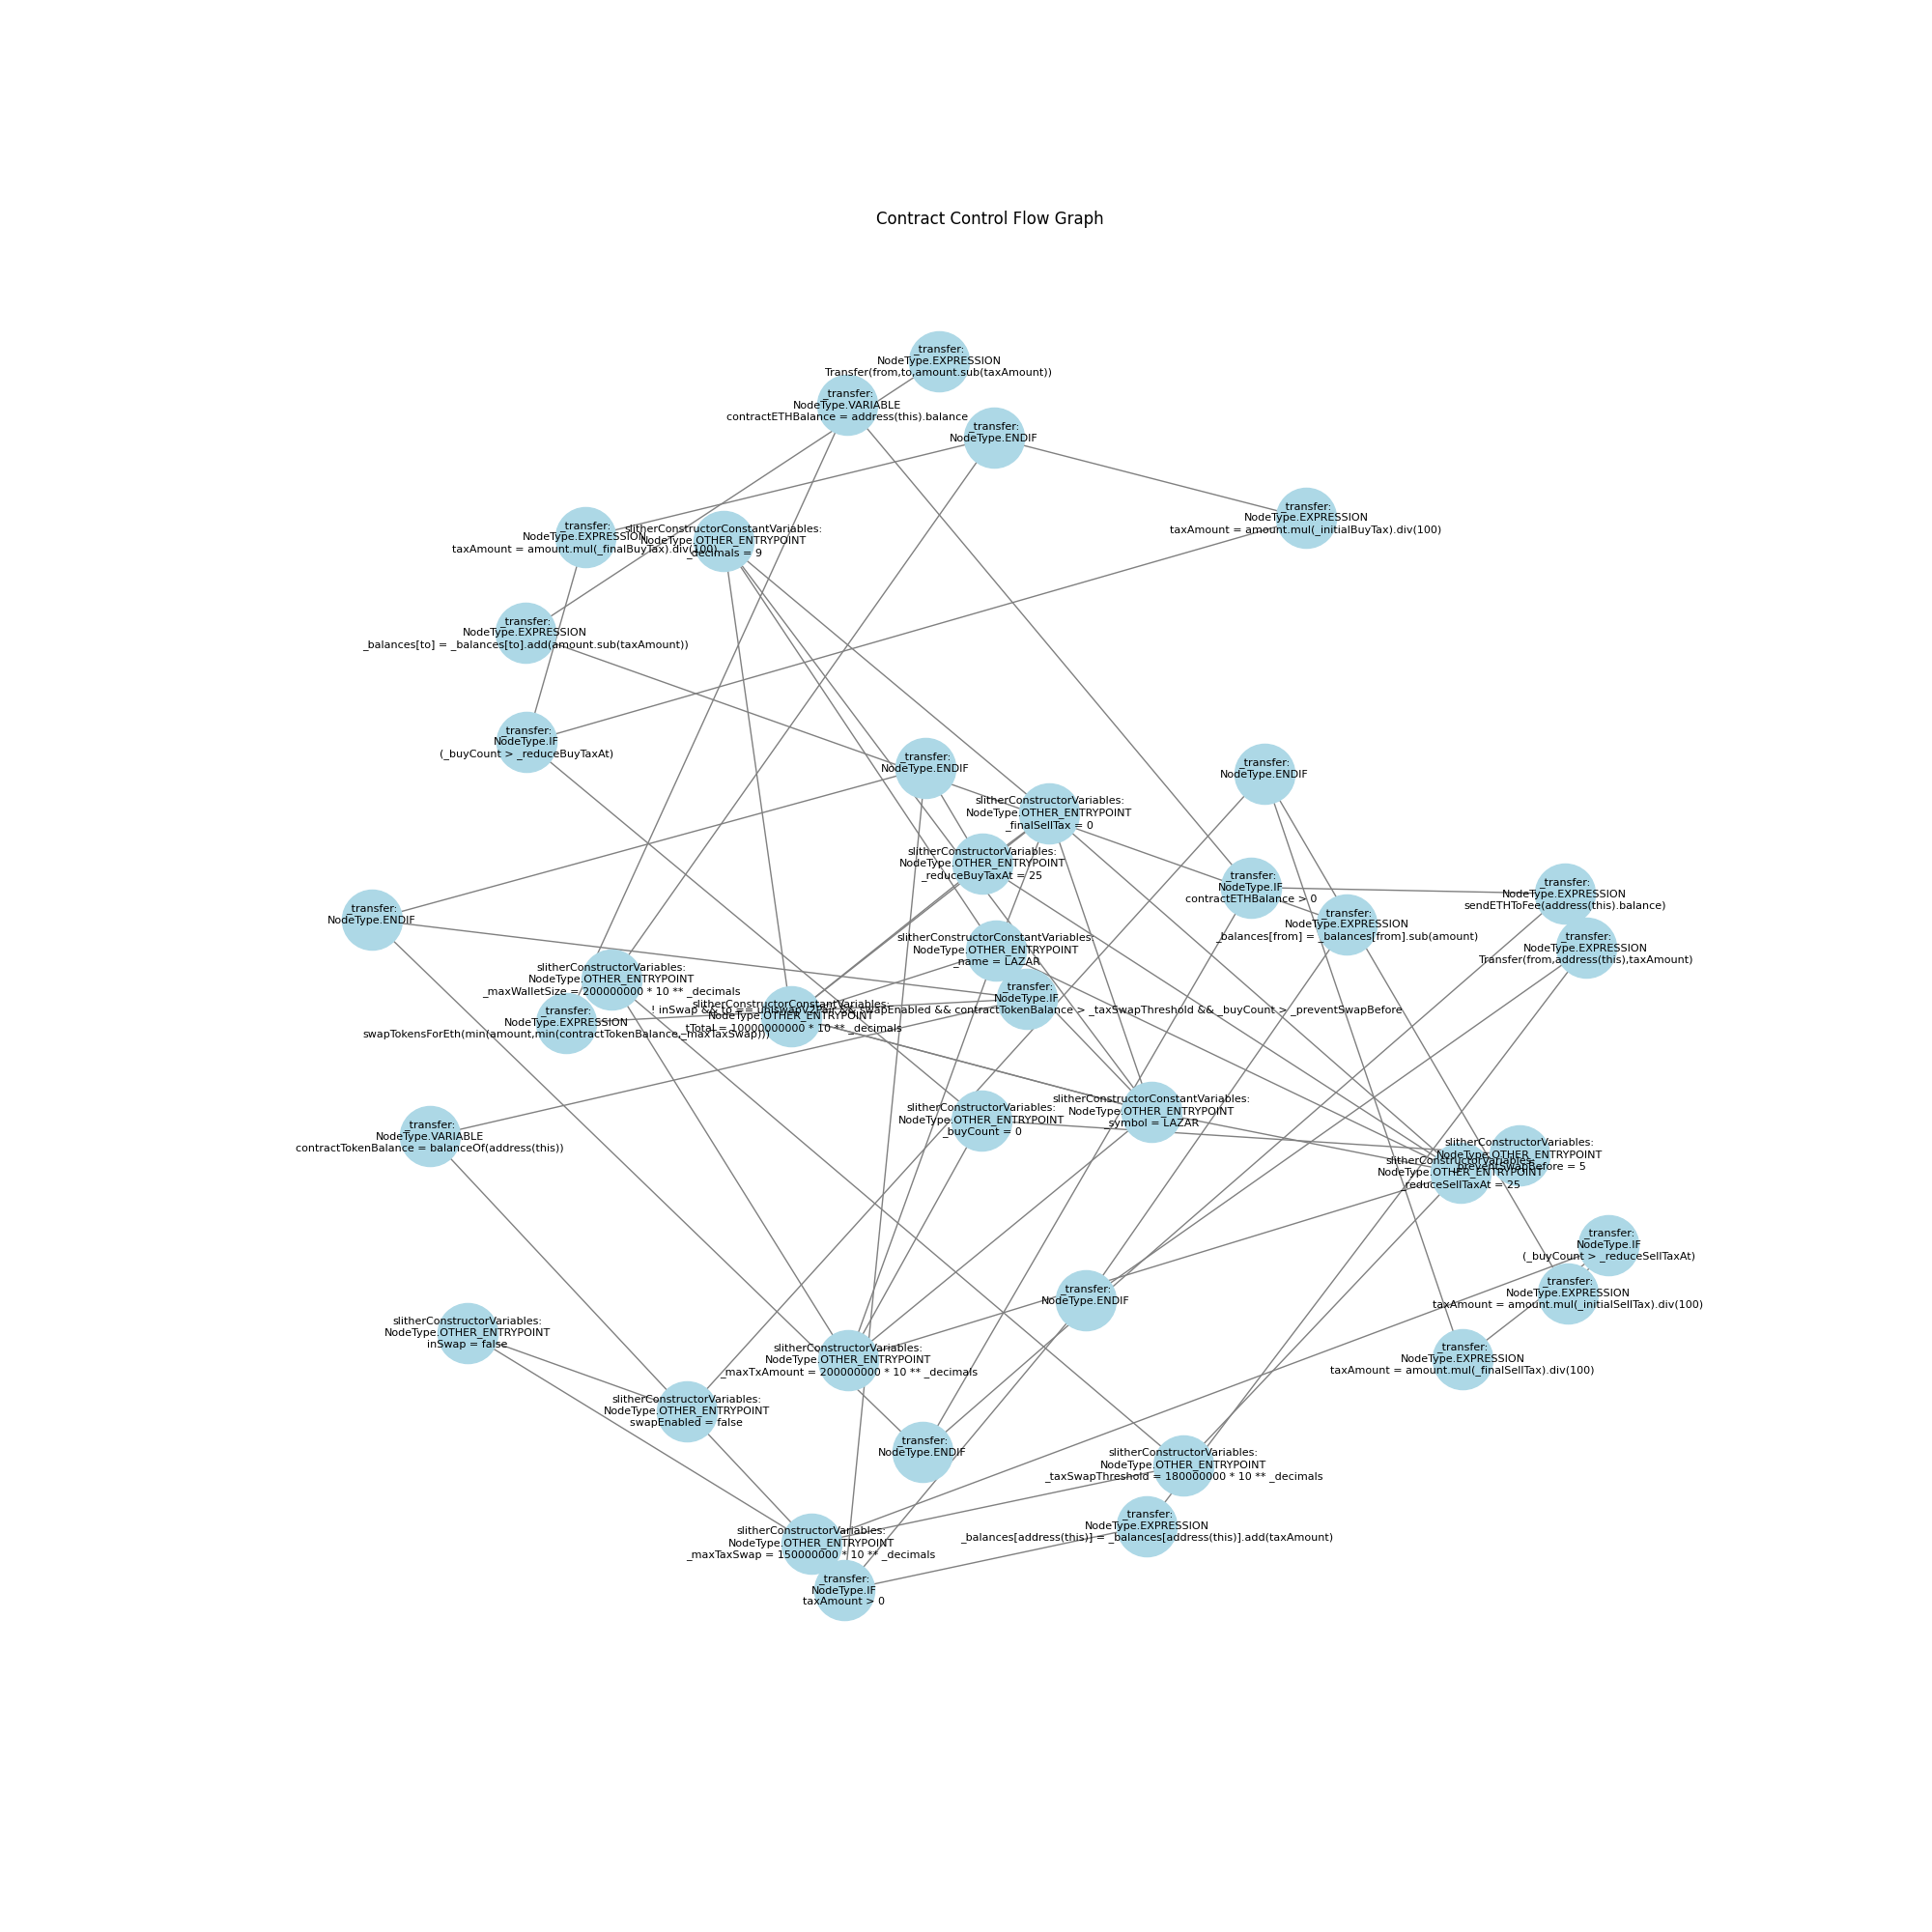 Contract Control Flow Graph
_transfer:
NodeType.EXPRESSION
Transfer(from,to,amount.sub(taxAmount))
_transfer:
NodeType.VARIABLE
contractETHBalance = address(this).balance
_transfer:
NodeType.ENDIF
_transfer:
NodeType.EXPRESSION
taxAmount = amount.mul(_initialBuyTax).div(100)
_transfer:
NodeType.EXPRESSION
taxAmount = amount.mul(_finalBuyTax).div(100)
slitherConstructorConstantVariables:
NodeType.OTHER_ENTRYPOINT
_decimals = 9
_transfer:
NodeType.EXPRESSION
_balances[to] = _balances[to].add(amount.sub(taxAmount))
_transfer:
NodeType.IF
(_buyCount > _reduceBuyTaxAt)
_transfer:
NodeType.ENDIF
_transfer:
NodeType.ENDIF
slitherConstructorVariables:
NodeType.OTHER_ENTRYPOINT
_finalSellTax = 0
slitherConstructorVariables:
NodeType.OTHER_ENTRYPOINT
_reduceBuyTaxAt = 25
_transfer:
NodeType.IF
contractETHBalance > 0
_transfer:
NodeType.EXPRESSION
sendETHToFee(address(this).balance)
_transfer:
NodeType.ENDIF
_transfer:
NodeType.EXPRESSION
_balances[from] = _balances[from].sub(amount)
_transfer:
NodeType.EXPRESSION
Transfer(from,address(this),taxAmount)
slitherConstructorConstantVariables:
NodeType.OTHER_ENTRYPOINT
_name = LAZAR
slitherConstructorVariables:
NodeType.OTHER_ENTRYPOINT
_maxWalletSize = 200000000 * 10 ** _decimals
_transfer:
NodeType.IF
! inSwap && to == uniswapV2Pair && swapEnabled && contractTokenBalance > _taxSwapThreshold && _buyCount > _preventSwapBefore
slitherConstructorConstantVariables:
NodeType.OTHER_ENTRYPOINT
_tTotal = 10000000000 * 10 ** _decimals
_transfer:
NodeType.EXPRESSION
swapTokensForEth(min(amount,min(contractTokenBalance,_maxTaxSwap)))
slitherConstructorConstantVariables:
NodeType.OTHER_ENTRYPOINT
_symbol = LAZAR
slitherConstructorVariables:
NodeType.OTHER_ENTRYPOINT
_buyCount = 0
_transfer:
NodeType.VARIABLE
contractTokenBalance = balanceOf(address(this))
slitherConstructorVariables:
NodeType.OTHER_ENTRYPOINT
_preventSwapBefore = 5
slitherConstructorVariables:
NodeType.OTHER_ENTRYPOINT
_reduceSellTaxAt = 25
_transfer:
NodeType.IF
(_buyCount > _reduceSellTaxAt)
_transfer:
NodeType.EXPRESSION
taxAmount = amount.mul(_initialSellTax).div(100)
_transfer:
NodeType.ENDIF
slitherConstructorVariables:
NodeType.OTHER_ENTRYPOINT
inSwap = false
slitherConstructorVariables:
NodeType.OTHER_ENTRYPOINT
_maxTxAmount = 200000000 * 10 ** _decimals
_transfer:
NodeType.EXPRESSION
taxAmount = amount.mul(_finalSellTax).div(100)
slitherConstructorVariables:
NodeType.OTHER_ENTRYPOINT
swapEnabled = false
_transfer:
NodeType.ENDIF
slitherConstructorVariables:
NodeType.OTHER_ENTRYPOINT
_taxSwapThreshold = 180000000 * 10 ** _decimals
_transfer:
NodeType.EXPRESSION
_balances[address(this)] = _balances[address(this)].add(taxAmount)
slitherConstructorVariables:
NodeType.OTHER_ENTRYPOINT
_maxTaxSwap = 150000000 * 10 ** _decimals
_transfer:
NodeType.IF
taxAmount > 0